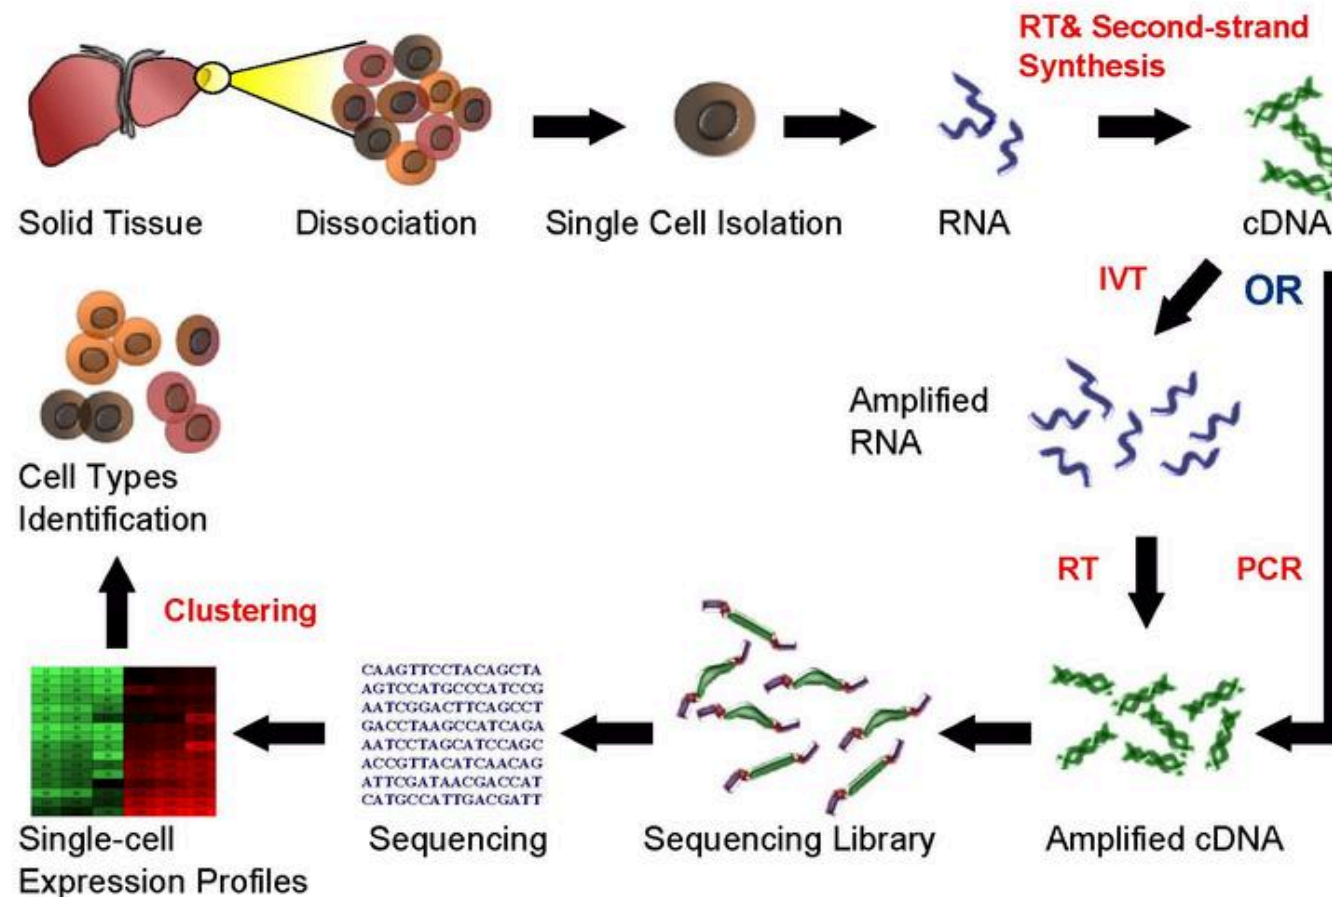 RT& Second-strand
Synthesis
Solid Tissue
Dissociation
Single Cell Isolation
RNA
cDNA
IVT
OR
Amplified
RNA
RT
PCR
Amplified cDNA
Sequencing Library
CAAGTTCCTACAGCTA
AGTCCATGCCCATCCG
AATCGGACTTCAGCCT
GACCTAAGCCATCAGA
AATCCTAGCATCCAGC
ACCGTTACATCAACAG
ATTCGATAACGACCAT
CATGCCATTGACGATT
Sequencing
Single-cell
Expression Profiles
Clustering
Cell Types
Identification